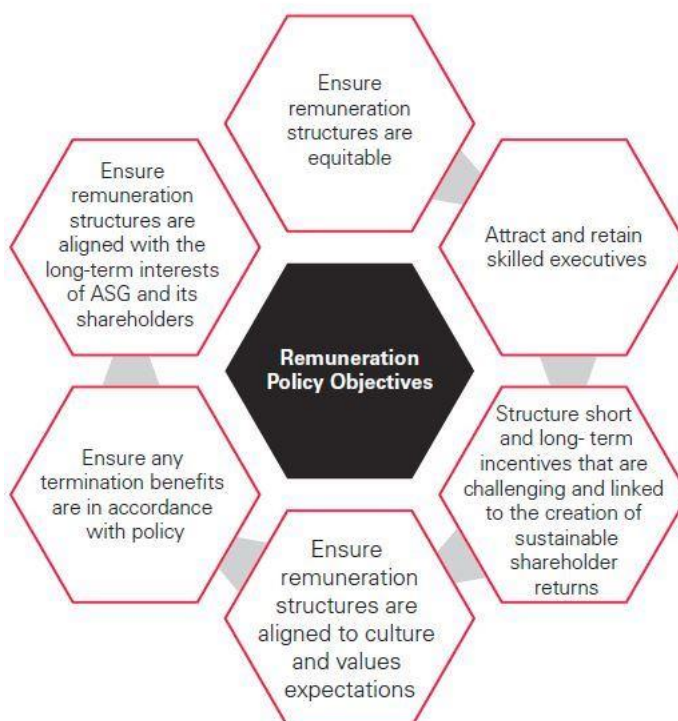 Ensure
remuneration
structures are
equitable
Attract and retain
skilled executives
Structure short
and long- term
incentives that are
challenging and linked
to the creation of
sustainable
shareholder
returns
Ensure
remuneration
structures are
aligned to culture
and values
expectations
Ensure any
termination benefits
are in accordance
with policy
Ensure
remuneration
structures are
aligned with the
long-term interests
of ASG and its
shareholders
Remuneration
Policy Objectives